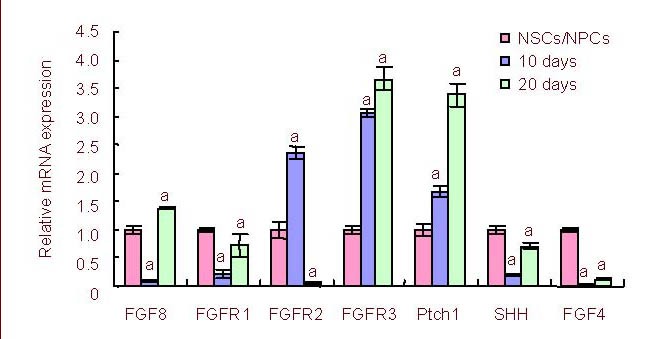 Relative mRNA expression
4.5
4.0
3.5
3.0
2.5
2.0
1.5
1.0
0.5
0
NSCs/NPCs
10 days
20 days
a
a
a
a
a
a
a
a
a
a
a
a
a
a
FGF8
FGFR1
FGFR2
FGFR3
Ptch1
SHH
FGF4